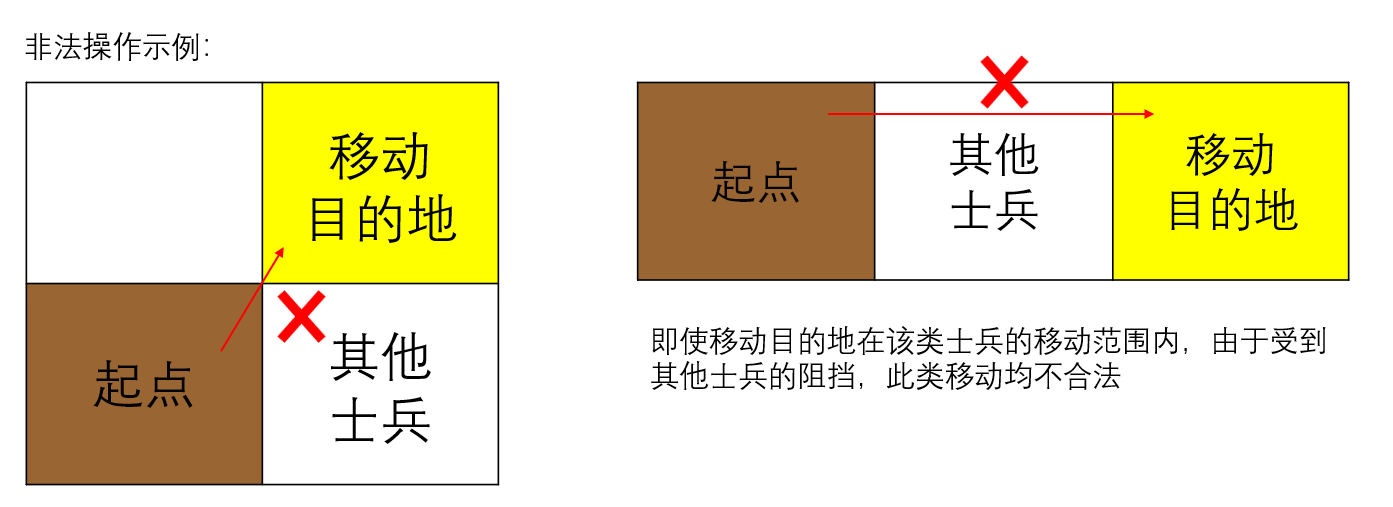 非法操作示例：
移动
目的地
起点
其他
士兵
起点
其他
士兵
移动
目的地
即使移动目的地在该类士兵的移动范围内，由于受到
其他士兵的阻挡，此类移动均不合法